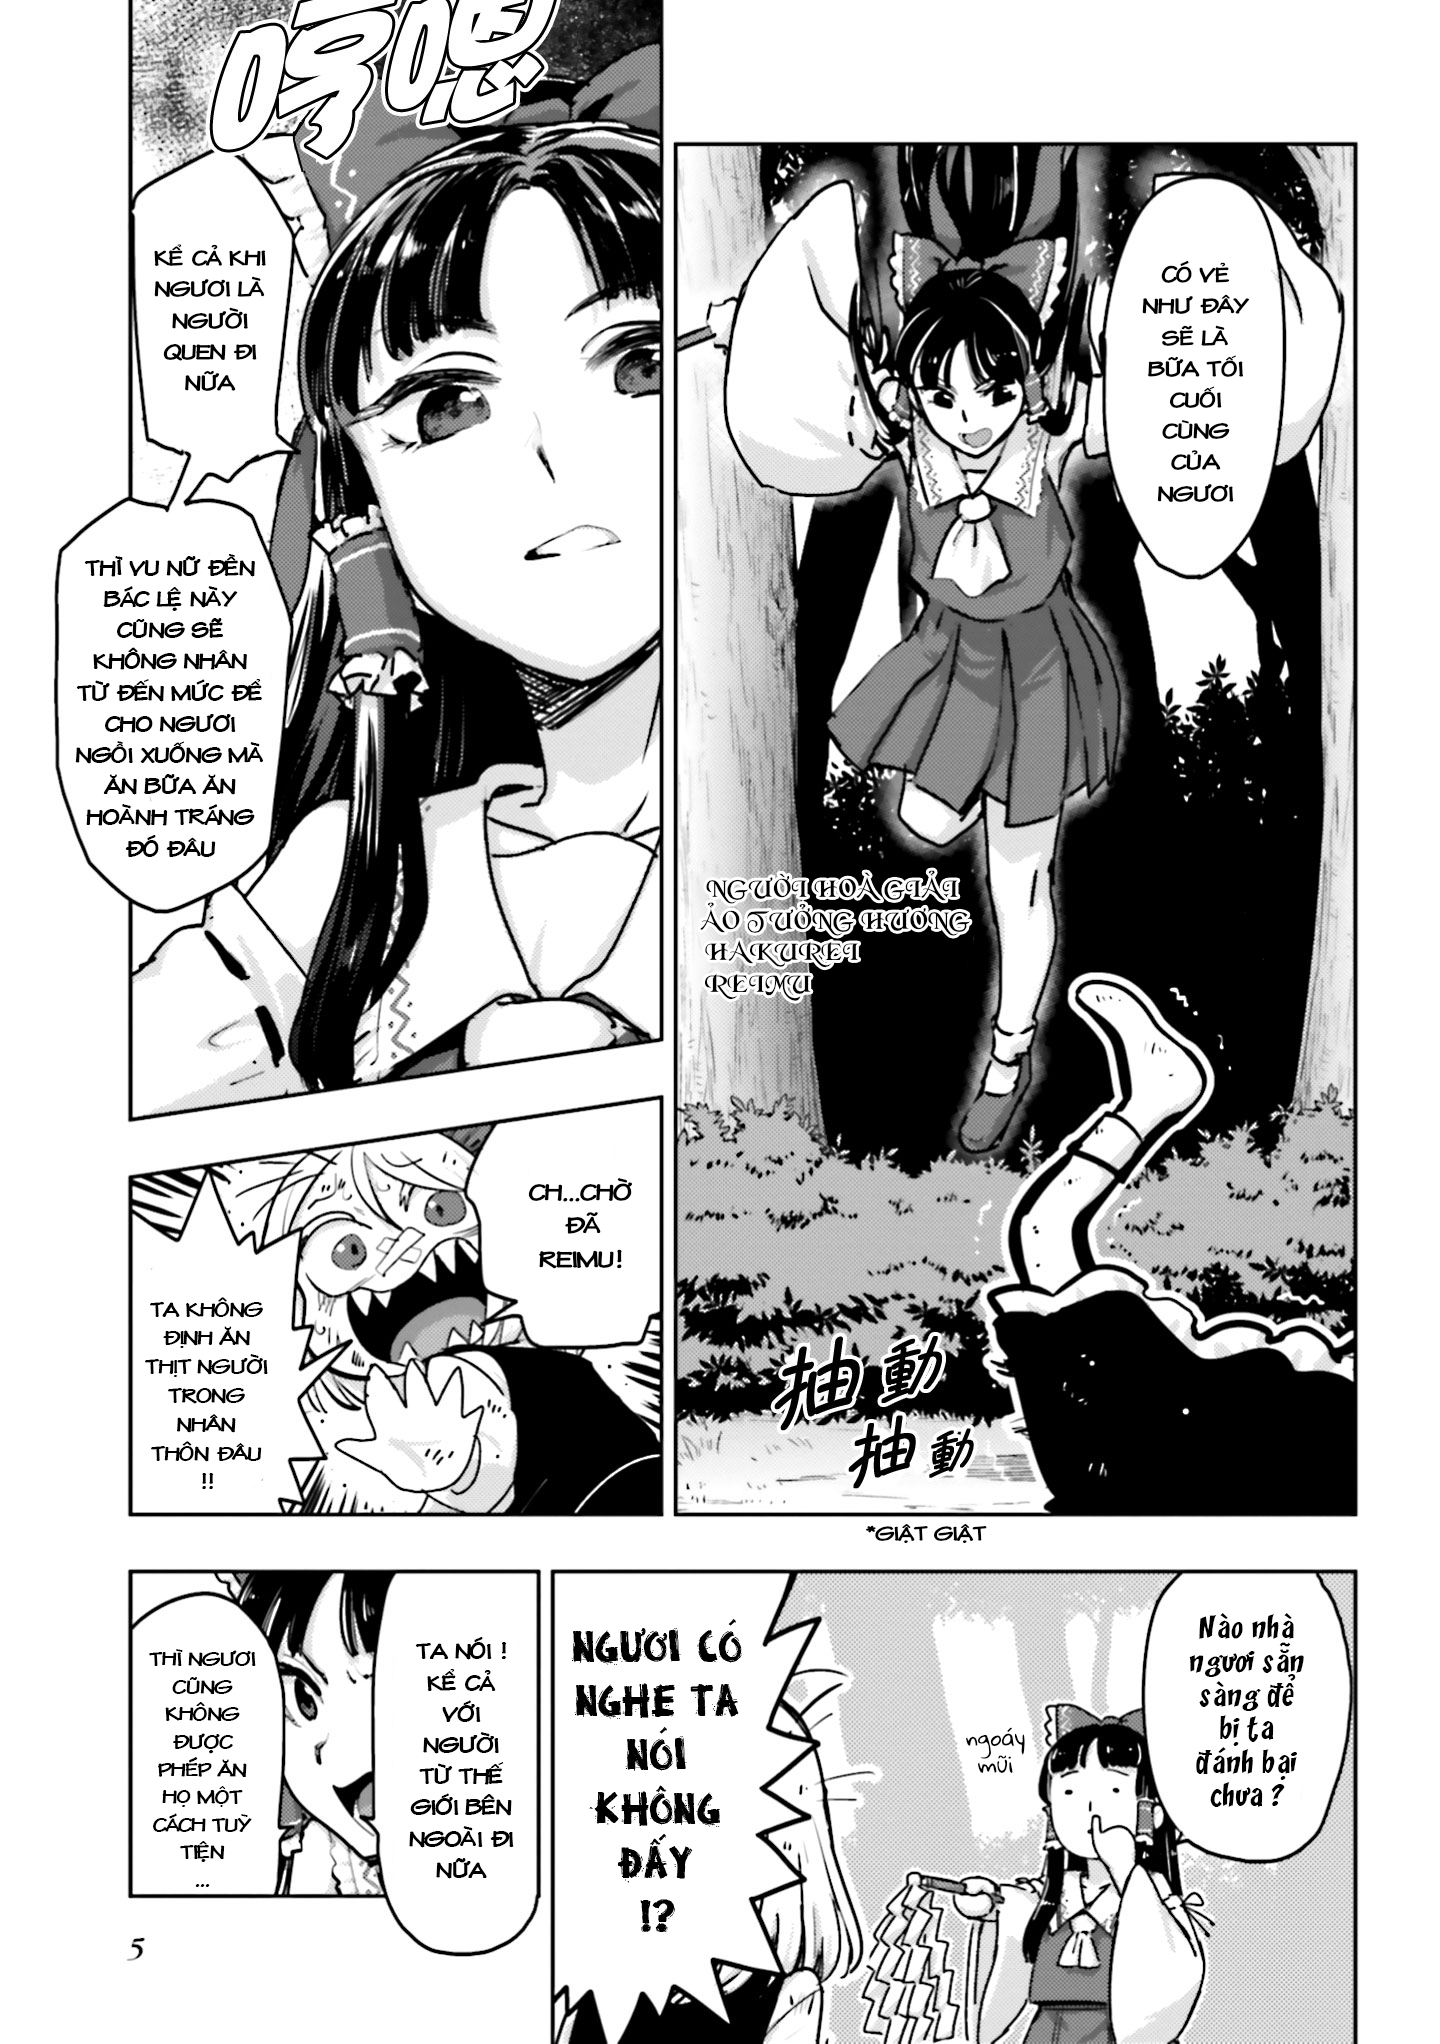 CÓ VẺ
NHƯ ĐÂY
SẼ LÀ
BỮA TỐI
CUỐI
CÙNG
CỦA
NGƯƠI
NGƯỜI HOÀ GIẢI
ẢO TƯỞNG HƯƠNG
HAKUREI
REIMU
抽動
抽動
*GIẬT GIẬT
哼嗯
KỂ CẢ KHI
NGƯƠI LÀ
NGƯỜI
QUEN ĐI
NỮA
THÌ VU NỮ ĐỀN
BÁC LỆ NÀY
CŨNG SẼ
KHÔNG NHÂN
TỪ ĐẾN MỨC ĐỂ
CHO NGƯƠI
NGỒI XUỐNG MÀ
ĂN BỮA ĂN
HOÀNH TRÁNG
ĐÓ ĐÂU
CH...CHỜ
ĐÃ
REIMU!
TA KHÔNG
ĐỊNH ĂN
THỊT NGƯỜI
TRONG
NHÂN
THÔN ĐÂU
!!
Nào nhà
ngươi sẵn
sàng để
bị ta
đánh bại
chưa?
ngoáy
mũi
NGƯƠI CÓ
NGHE TA
NÓI
KHÔNG
ĐẤY
!?
TA NÓI !
KỂ CẢ
VỚI
NGƯỜI
TỪ THẾ
GIỚI BÊN
NGOÀI ĐI
NỮA
THÌ NGƯƠI
CŨNG
KHÔNG
ĐƯỢC
PHÉP ĂN
HỌ MỘT
CÁCH TUỲ
TIỆN
...
5